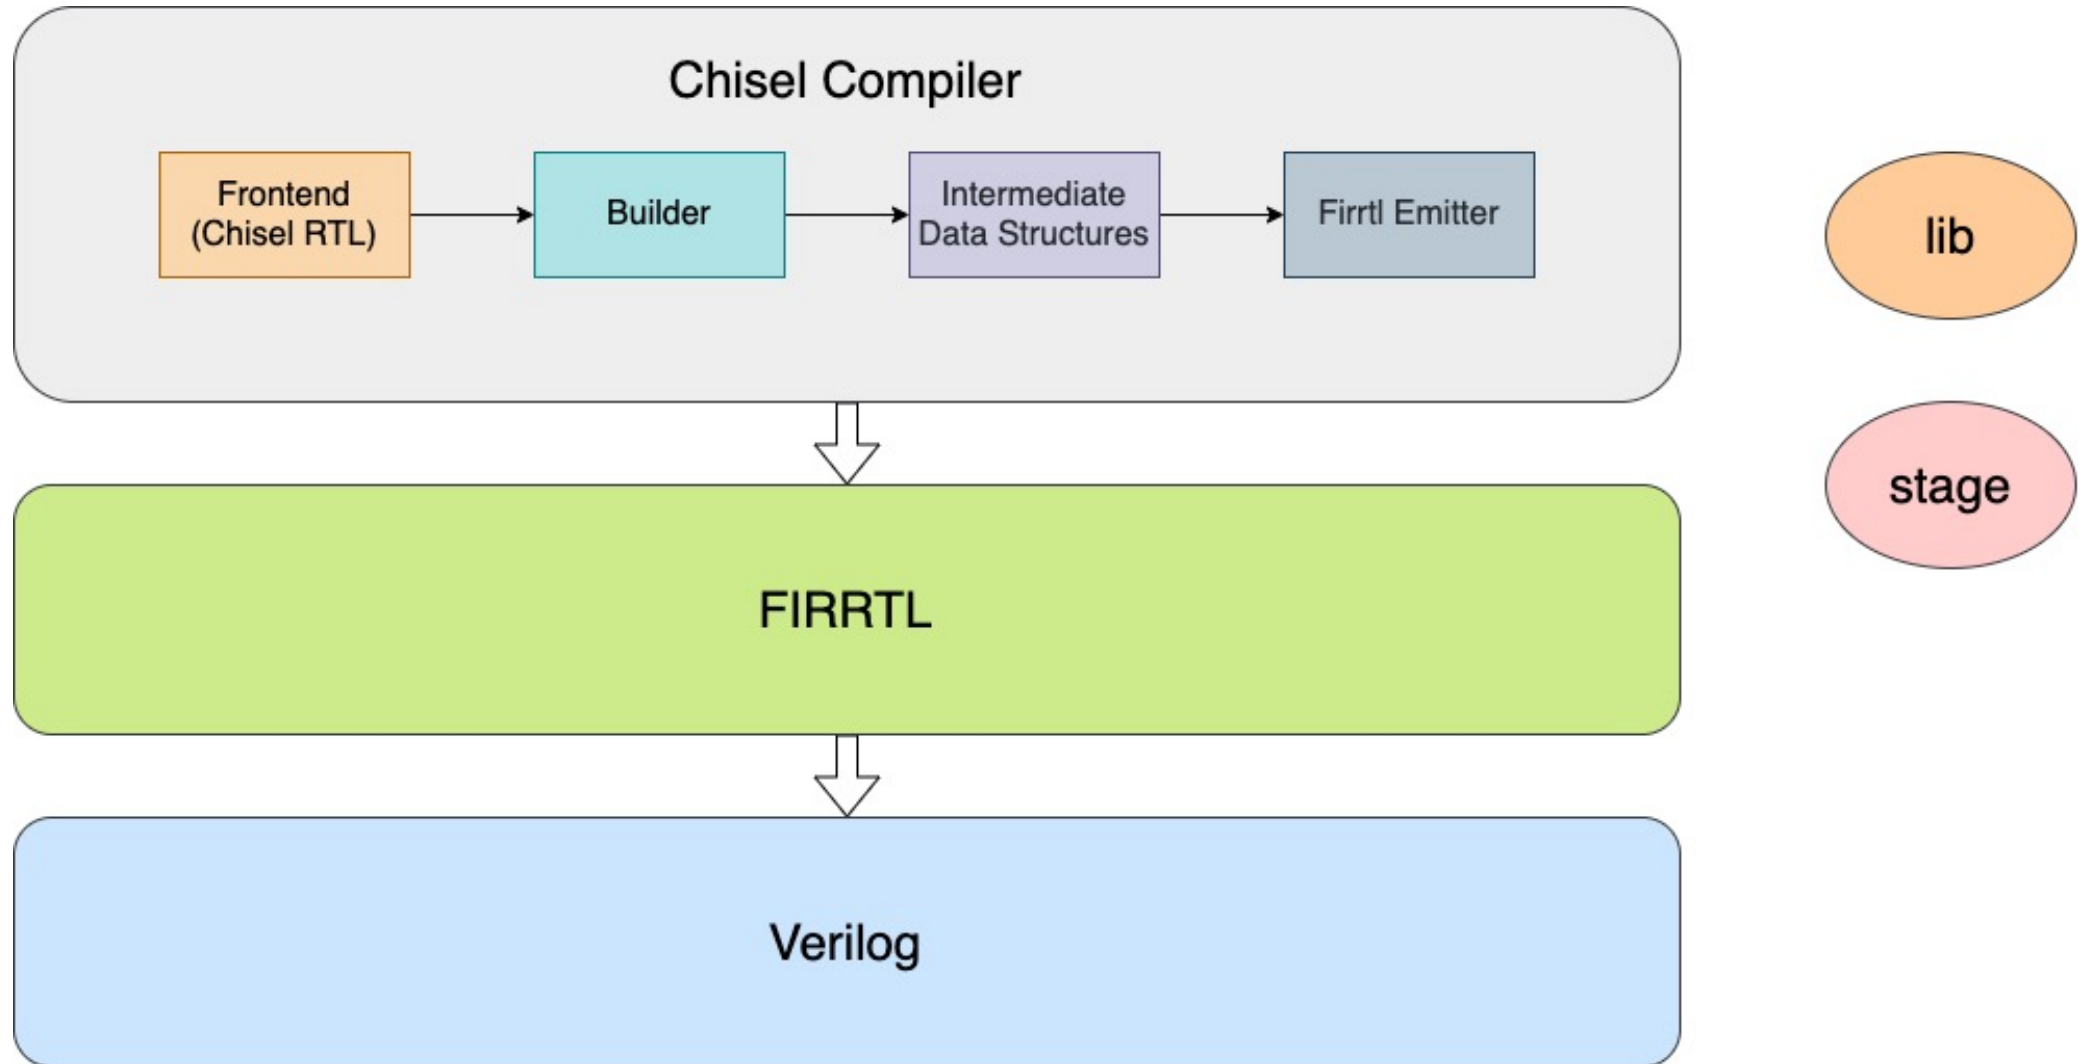 Chisel Compiler
Frontend
(Chisel RTL)
Builder
Intermediate
Data Structures
Firrtl Emitter
lib
stage
FIRRTL
Verilog